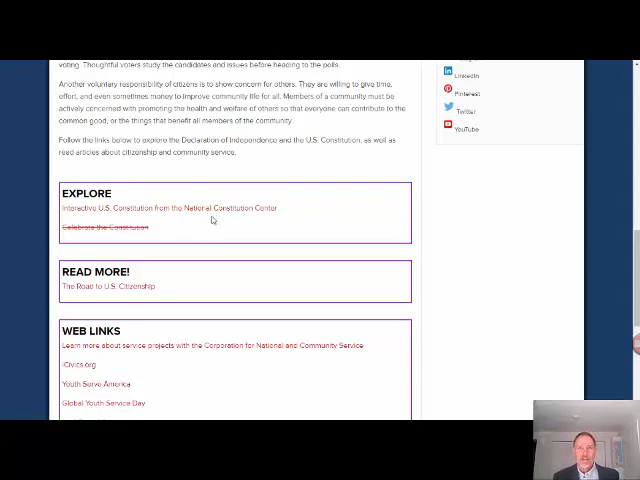 voting. Thoughtful voters study the candidates and issues before heading to the polls.
Another voluntary responsibility of citizens is to show concern for others. They are willing to give time,
effort, and even sometimes money to improve community life for all. Members of a community must be
actively concerned with promoting the health and welfare of others so that everyone can contribute to the
common good, or the things that benefit all members of the community.
Follow the links below to explore the Declaration of Independence and the U.S. Constitution, as well as
read articles about citizenship and community service.
EXPLORE
Interactive U.S. Constitution from the National Constitution Center
Celebrate the Constitution
READ MORE!
The Road to U.S. Citizenship
WEB LINKS
Learn more about service projects with the Corporation for National and Community Service
iCivics.org
Youth Serve America
Global Youth Service Day
LinkedIn
Pinterest
Twitter
YouTube